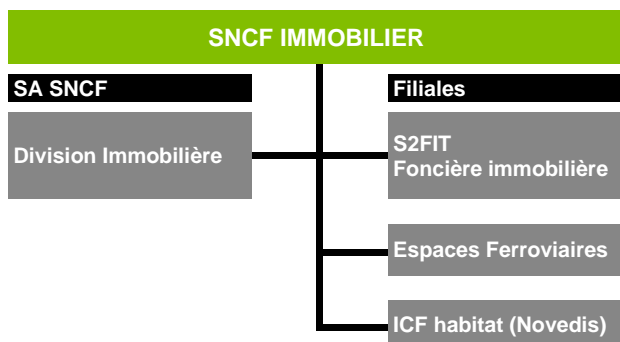 SNCF IMMOBILIER
SA SNCF
Filiales
Division Immobilière
S2FIT
Foncière immobilière
Espaces Ferroviaires
ICF habitat (Novedis)